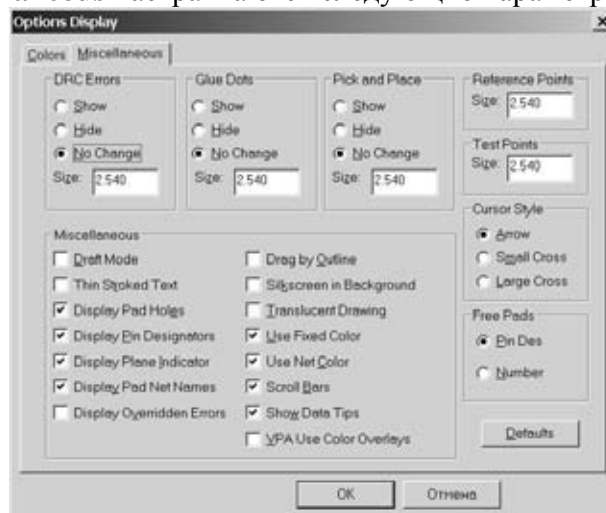 Options Display
Colors Miscellaneous
DRC Errors
Show
Hide
No Change
Size: 2.540
Glue Dots
Show
Hide
No Change
Size: 2.540
Pick and Place
Show
Hide
No Change
Size: 2.540
Reference Points
Size: 2.540
Test Points
Size: 2.540
Cursor Style
Arrow
Small Cross
Large Cross
Free Pads
Pin Des
Number
Defaults
Miscellaneous
Draft Mode
Thin Stroked Text
Display Pad Holes
Display Pin Designators
Display Plane Indicator
Display Pad Net Names
Display Overridden Errors
Drag by Outline
Silkscreen in Background
Translucent Drawing
Use Fixed Color
Use Net Color
Scroll Bars
Show Data Tips
VPA Use Color Overlays
OK Отмена